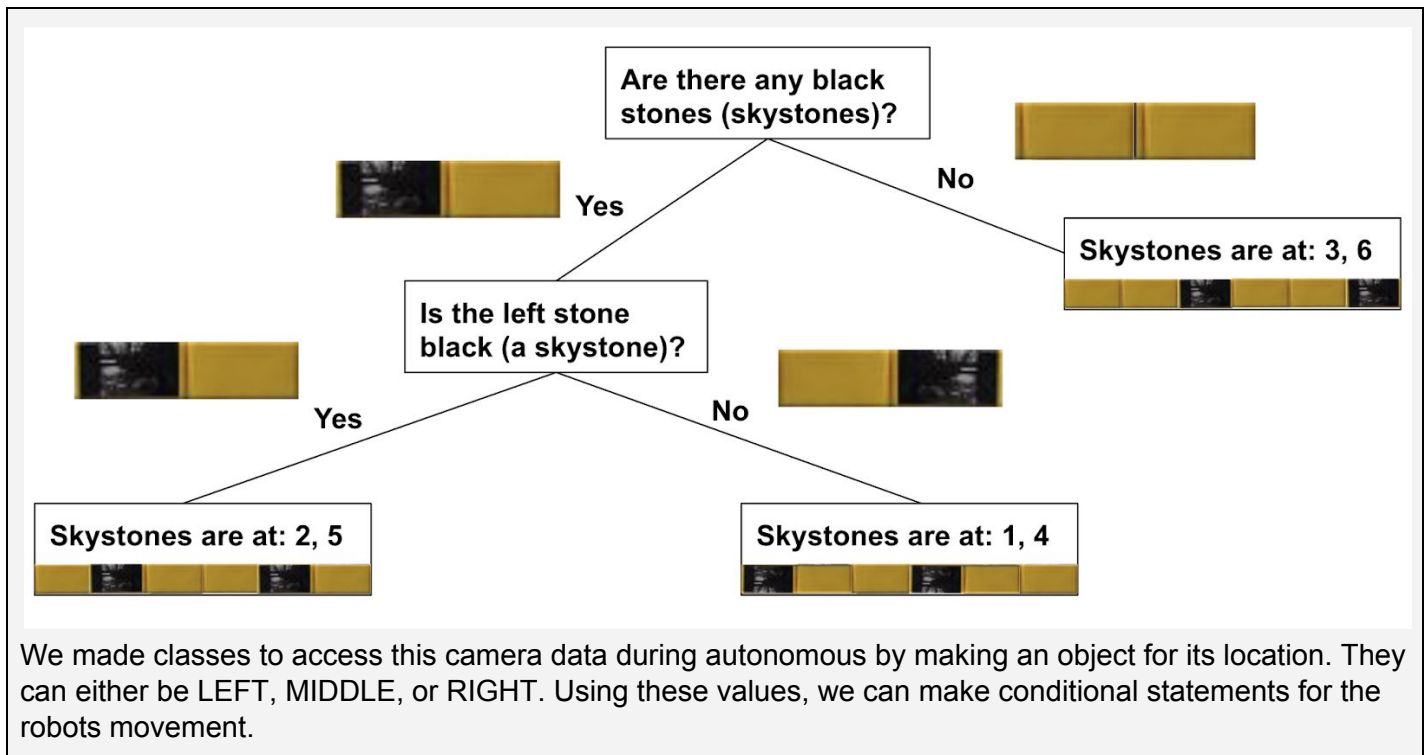 Are there any black
stones (skystones)?
No
Yes
Skystones are at: 3, 6
Is the left stone
black (a skystone)?
Yes
No
Skystones are at: 2, 5
Skystones are at: 1, 4
We made classes to access this camera data during autonomous by making an object for its location. They
can either be LEFT, MIDDLE, or RIGHT. Using these values, we can make conditional statements for the
robots movement.